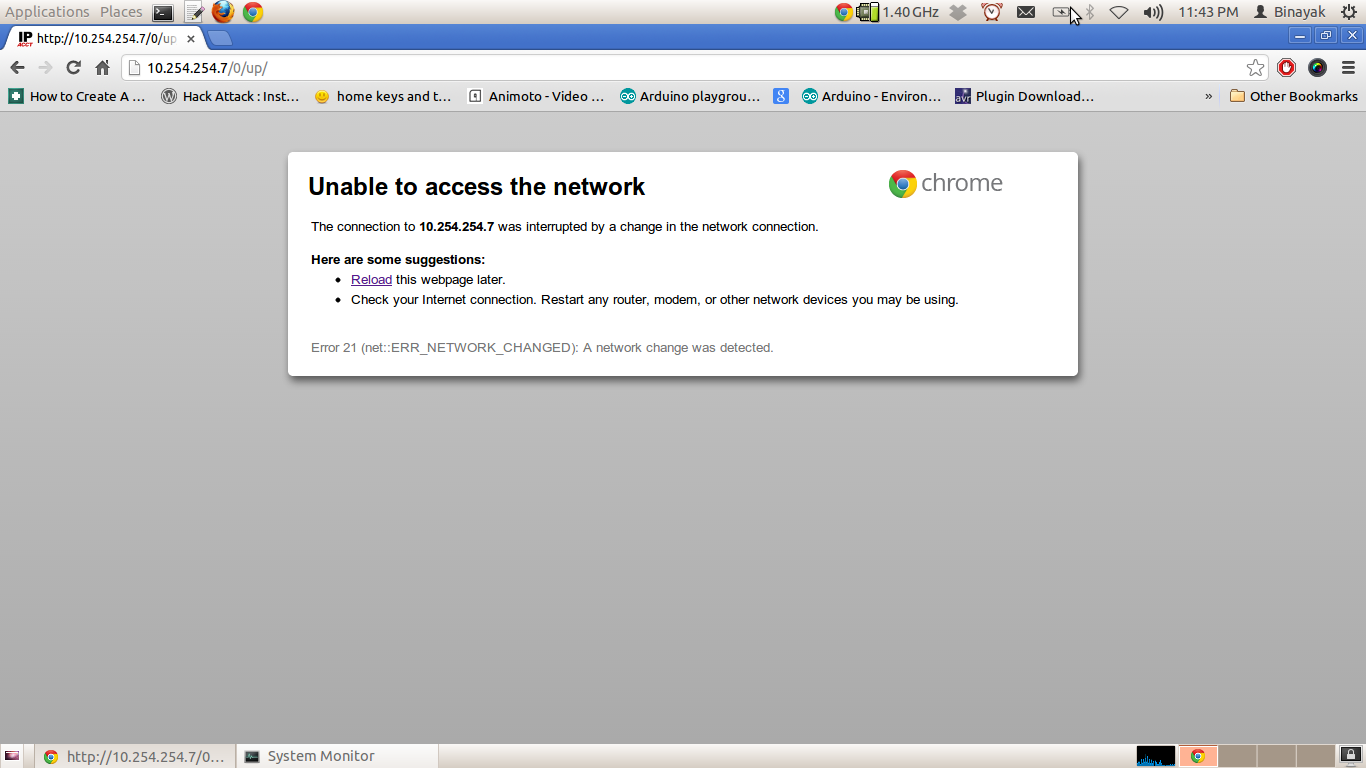 Applications Places 1.40 GHz 11:43 PM Binayak
IP
ACCT
http://10.254.254.7/0/up
10.254.254.7/0/up/
How to Create A ... Hack Attack : Inst... home keys and t... Animoto - Video ... Arduino playgrou... Arduino - Environ... avr Plugin Download... » Other Bookmarks
Unable to access the network
chrome
The connection to 10.254.254.7 was interrupted by a change in the network connection.
Here are some suggestions:
• Reload this webpage later.
• Check your Internet connection. Restart any router, modem, or other network devices you may be using.
Error 21 (net::ERR_NETWORK_CHANGED): A network change was detected.
http://10.254.254.7/0... System Monitor